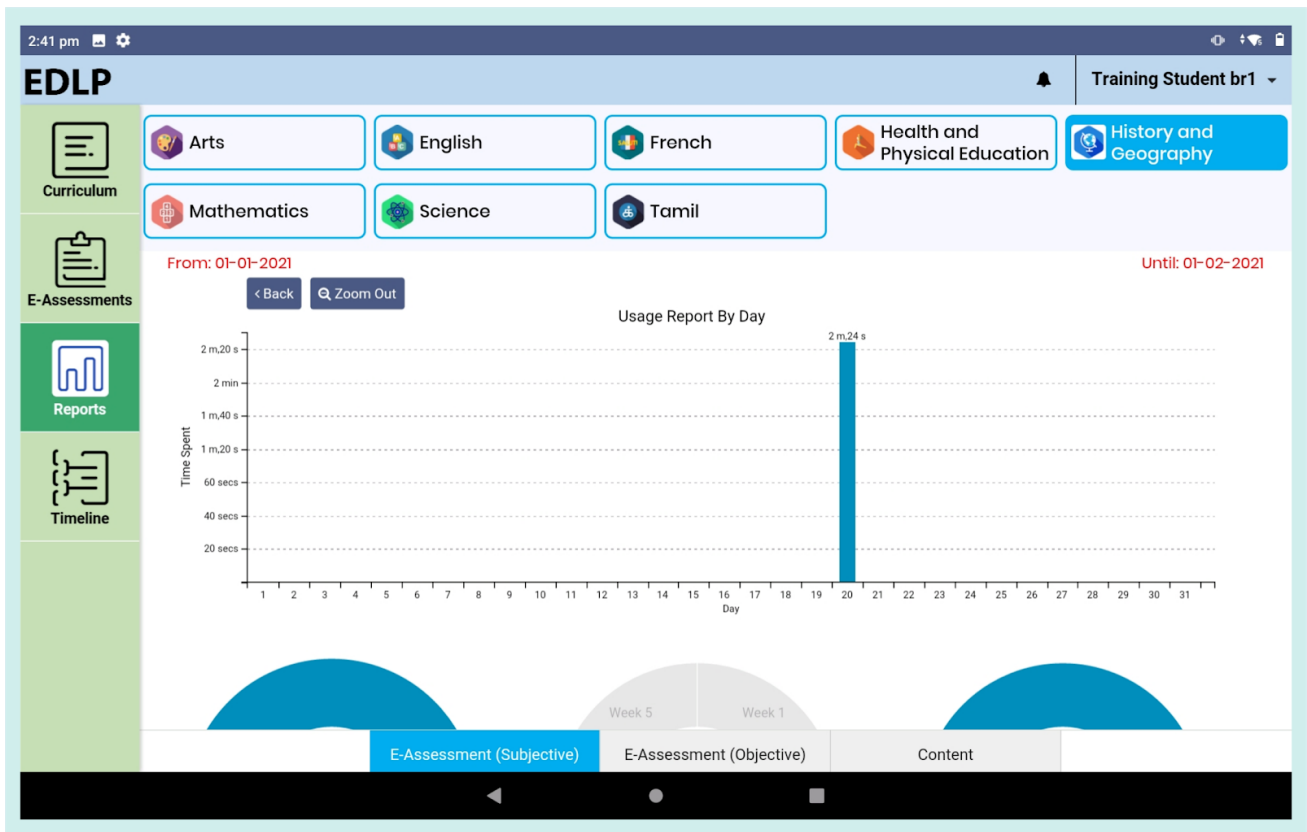 2:41 pm
EDLP
Training Student br1
Curriculum
E-Assessments
Reports
Timeline
Arts
English
French
Health and
Physical Education
History and
Geography
Mathematics
Science
Tamil
From: 01-01-2021
Until: 01-02-2021
< Back
Zoom Out
Usage Report By Day
2 m,24 s
2 m,20 s
2 min
1 m,40 s
1 m,20 s
60 secs
40 secs
20 secs
Time Spent
1 2 3 4 5 6 7 8 9 10 11 12 13 14 15 16 17 18 19 20 21 22 23 24 25 26 27 28 29 30 31
Day
Week 5
Week 1
E-Assessment (Subjective)
E-Assessment (Objective)
Content